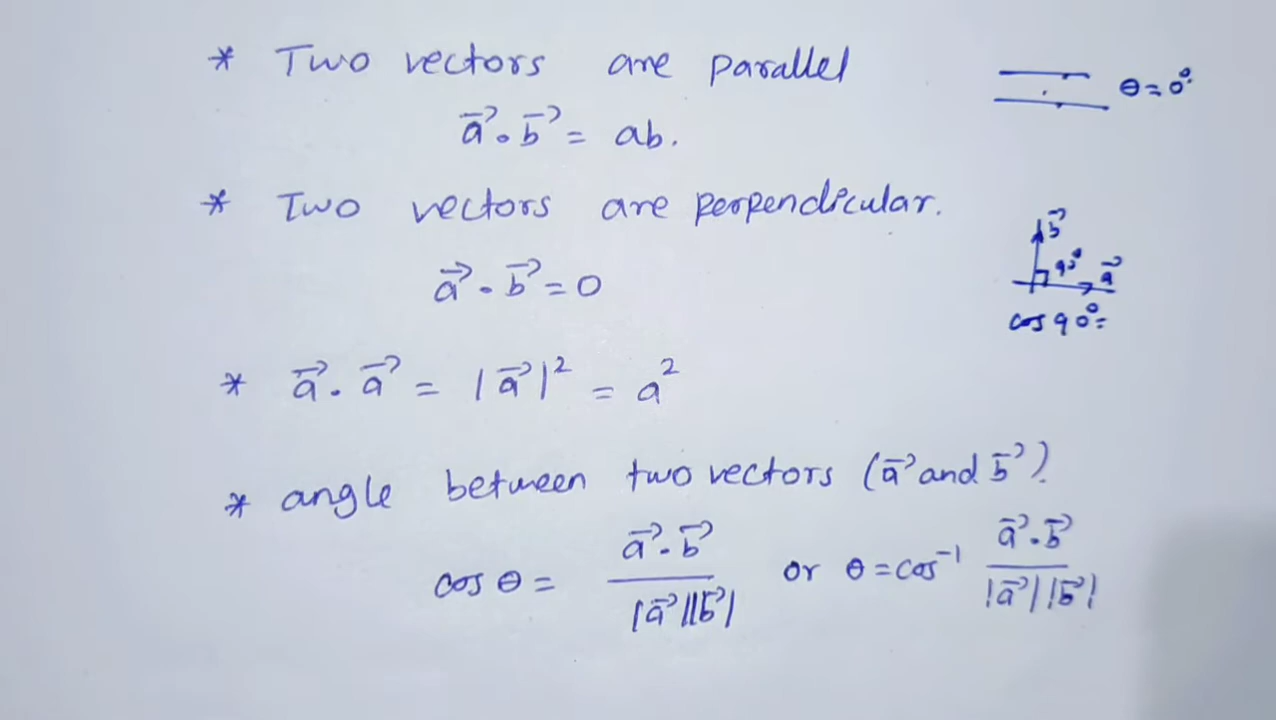 * Two vectors are parallel
θ = 0°
a⃗ . b⃗ = ab.
* Two vectors are perpendicular.
b⃗
90°
a⃗
cos 90° =
a⃗ . b⃗ = 0
* a⃗ . a⃗ = |a⃗|² = a²
* angle between two vectors (a⃗ and b⃗).
cos θ = a⃗ . b⃗ / |a⃗||b⃗| or θ = cos⁻¹ a⃗ . b⃗ / |a⃗| |b⃗|